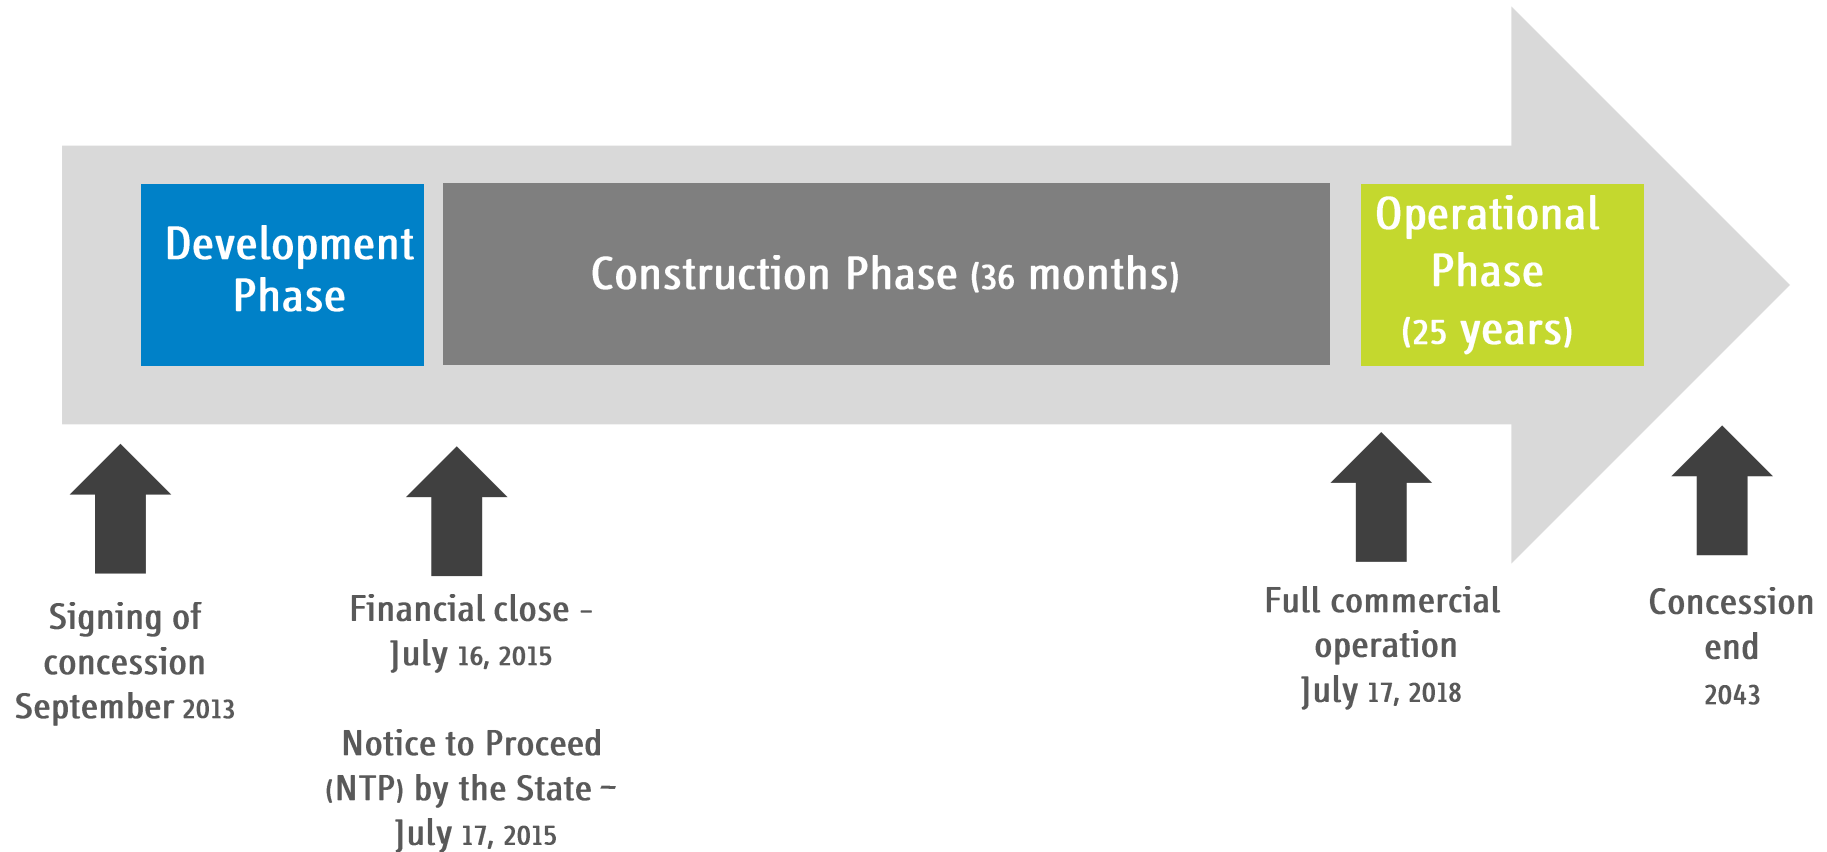 Development
Phase
Construction Phase (36 months)
Operational
Phase
(25 years)
Signing of
concession
September 2013
Financial close –
July 16, 2015
Notice to Proceed
(NTP) by the State –
July 17, 2015
Full commercial
operation
July 17, 2018
Concession
end
2043